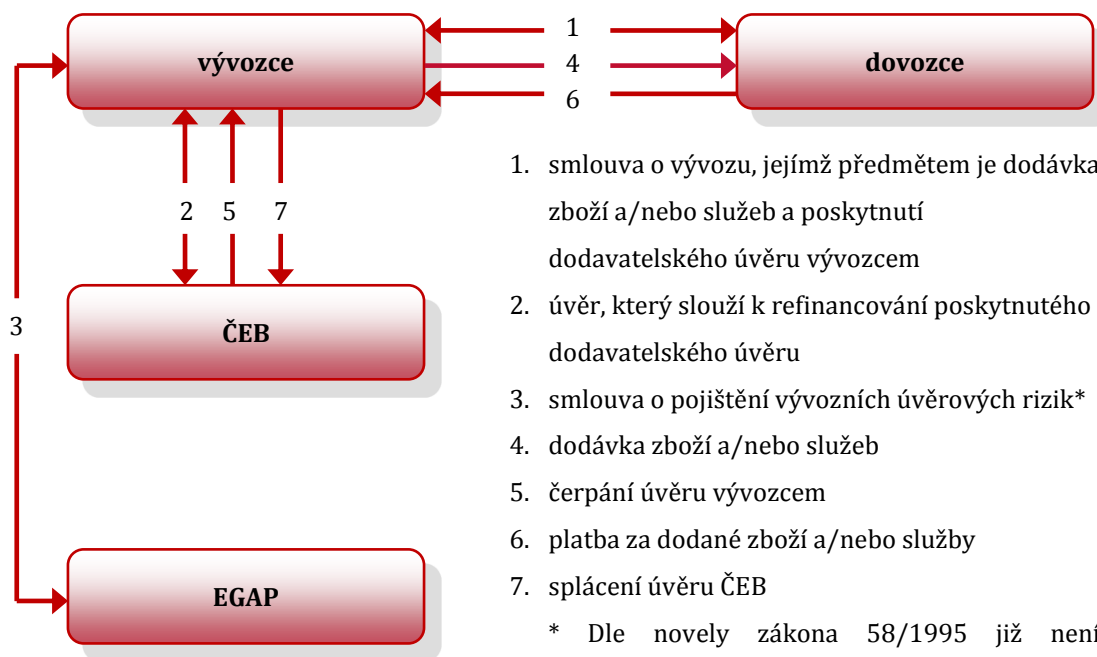 1
vývozce
4
dovozce
6
2 5 7
3
ČEB
EGAP
1. smlouva o vývozu, jejímž předmětem je dodávka
zboží a/nebo služeb a poskytnutí
dodavatelského úvěru vývozcem
2. úvěr, který slouží k refinancování poskytnutého
dodavatelského úvěru
3. smlouva o pojištění vývozních úvěrových rizik*
4. dodávka zboží a/nebo služeb
5. čerpání úvěru vývozcem
6. platba za dodané zboží a/nebo služby
7. splácení úvěru ČEB
* Dle novely zákona 58/1995 již není